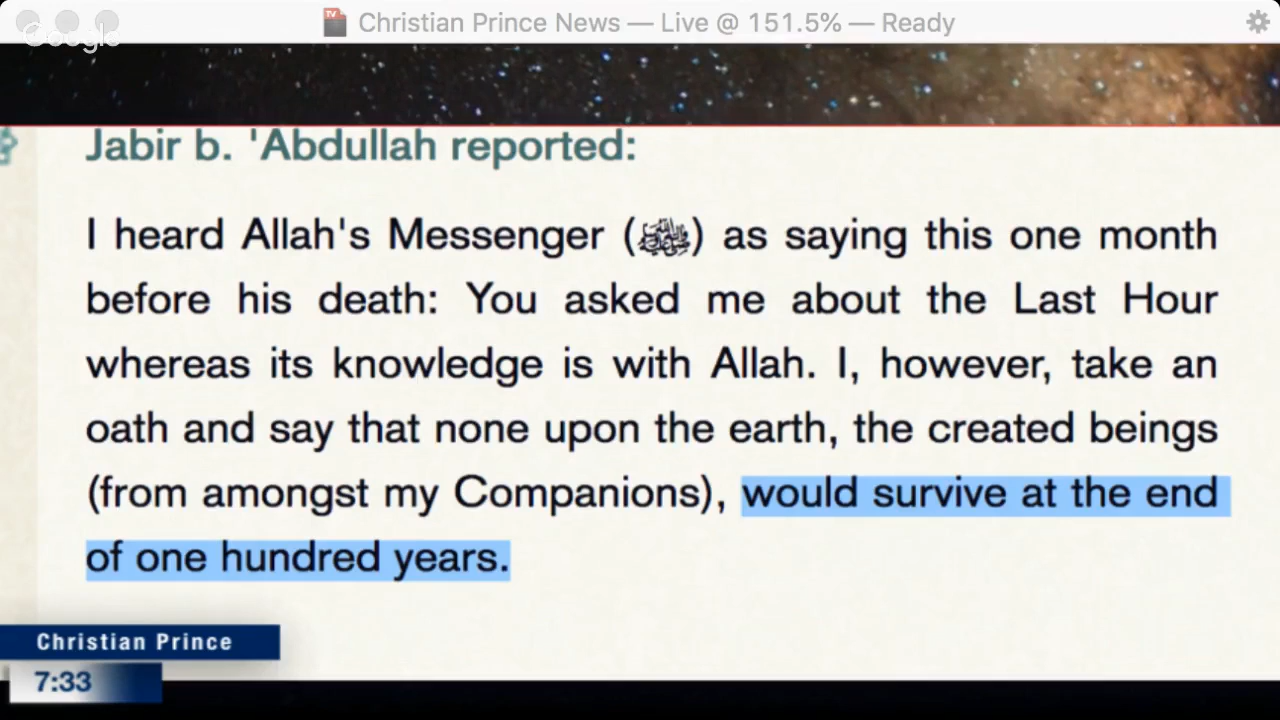 Christian Prince News — Live @ 151.5% — Ready
Google
TV
Jabir b. 'Abdullah reported:
I heard Allah's Messenger (ﷺ) as saying this one month
before his death: You asked me about the Last Hour
whereas its knowledge is with Allah. I, however, take an
oath and say that none upon the earth, the created beings
(from amongst my Companions), would survive at the end
of one hundred years.
Christian Prince
7:33